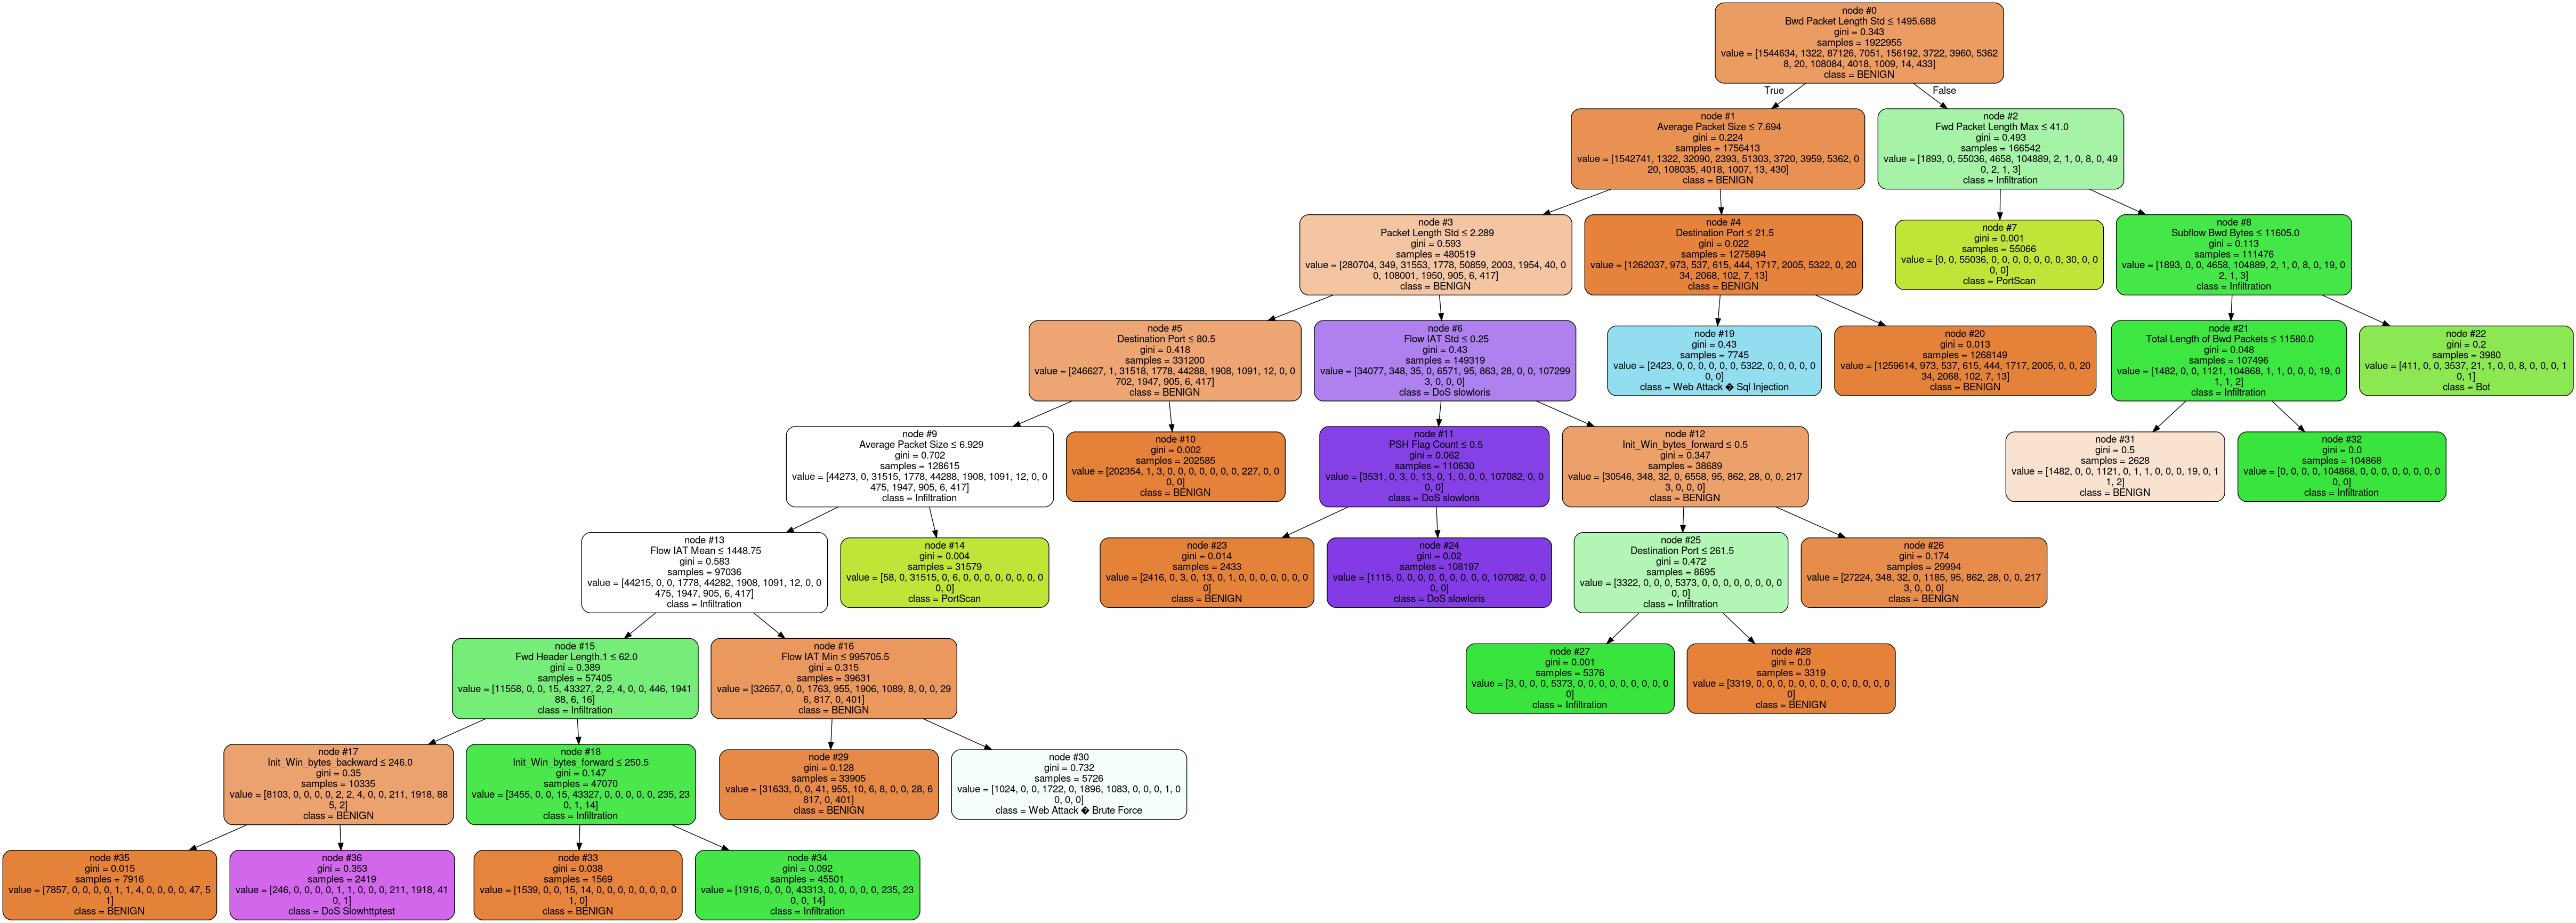 node #0
Bwd Packet Length Std ≤ 1495.688
gini = 0.343
samples = 1922955
value = [1544634, 1322, 87126, 7051, 156192, 3722, 3960, 5362
8, 20, 108084, 4018, 1009, 14, 433]
class = BENIGN
True
False
node #1
Average Packet Size ≤ 7.694
gini = 0.224
samples = 1756413
value = [1542741, 1322, 32090, 2393, 51303, 3720, 3959, 5362, 0
20, 108035, 4018, 1007, 13, 430]
class = BENIGN
node #2
Fwd Packet Length Max ≤ 41.0
gini = 0.493
samples = 166542
value = [1893, 0, 55036, 4658, 104889, 2, 1, 0, 8, 0, 49
0, 2, 1, 3]
class = Infiltration
node #3
Packet Length Std ≤ 2.289
gini = 0.593
samples = 480519
value = [280704, 349, 31553, 1778, 50859, 2003, 1954, 40, 0
0, 108001, 1950, 905, 6, 417]
class = BENIGN
node #4
Destination Port ≤ 21.5
gini = 0.022
samples = 1275894
value = [1262037, 973, 537, 615, 444, 1717, 2005, 5322, 0, 20
34, 2068, 102, 7, 13]
class = BENIGN
node #7
gini = 0.001
samples = 55066
value = [0, 0, 55036, 0, 0, 0, 0, 0, 0, 0, 30, 0, 0
0, 0]
class = PortScan
node #8
Subflow Bwd Bytes ≤ 11605.0
gini = 0.113
samples = 111476
value = [1893, 0, 0, 4658, 104889, 2, 1, 0, 8, 0, 19, 0
2, 1, 3]
class = Infiltration
node #5
Destination Port ≤ 80.5
gini = 0.418
samples = 331200
value = [246627, 1, 31518, 1778, 44288, 1908, 1091, 12, 0, 0
702, 1947, 905, 6, 417]
class = BENIGN
node #6
Flow IAT Std ≤ 0.25
gini = 0.43
samples = 149319
value = [34077, 348, 35, 0, 6571, 95, 863, 28, 0, 0, 107299
3, 0, 0, 0]
class = DoS slowloris
node #19
gini = 0.43
samples = 7745
value = [2423, 0, 0, 0, 0, 0, 0, 5322, 0, 0, 0, 0, 0
0, 0]
class = Web Attack � Sql Injection
node #20
gini = 0.013
samples = 1268149
value = [1259614, 973, 537, 615, 444, 1717, 2005, 0, 0, 20
34, 2068, 102, 7, 13]
class = BENIGN
node #21
Total Length of Bwd Packets ≤ 11580.0
gini = 0.048
samples = 107496
value = [1482, 0, 0, 1121, 104868, 1, 1, 0, 0, 0, 19, 0
1, 1, 2]
class = Infiltration
node #22
gini = 0.2
samples = 3980
value = [411, 0, 0, 3537, 21, 1, 0, 0, 8, 0, 0, 0, 1
0, 1]
class = Bot
node #9
Average Packet Size ≤ 6.929
gini = 0.702
samples = 128615
value = [44273, 0, 31515, 1778, 44288, 1908, 1091, 12, 0, 0
475, 1947, 905, 6, 417]
class = Infiltration
node #10
gini = 0.002
samples = 202585
value = [202354, 1, 3, 0, 0, 0, 0, 0, 0, 0, 227, 0, 0
0, 0]
class = BENIGN
node #11
PSH Flag Count ≤ 0.5
gini = 0.062
samples = 110630
value = [3531, 0, 3, 0, 13, 0, 1, 0, 0, 0, 107082, 0, 0
0, 0]
class = DoS slowloris
node #12
Init_Win_bytes_forward ≤ 0.5
gini = 0.347
samples = 38689
value = [30546, 348, 32, 0, 6558, 95, 862, 28, 0, 0, 217
3, 0, 0, 0]
class = BENIGN
node #31
gini = 0.5
samples = 2628
value = [1482, 0, 0, 1121, 0, 1, 1, 0, 0, 0, 19, 0, 1
1, 2]
class = BENIGN
node #32
gini = 0.0
samples = 104868
value = [0, 0, 0, 0, 104868, 0, 0, 0, 0, 0, 0, 0, 0
0, 0]
class = Infiltration
node #13
Flow IAT Mean ≤ 1448.75
gini = 0.583
samples = 97036
value = [44215, 0, 0, 1778, 44282, 1908, 1091, 12, 0, 0
475, 1947, 905, 6, 417]
class = Infiltration
node #14
gini = 0.004
samples = 31579
value = [58, 0, 31515, 0, 6, 0, 0, 0, 0, 0, 0, 0, 0
0, 0]
class = PortScan
node #23
gini = 0.014
samples = 2433
value = [2416, 0, 3, 0, 13, 0, 1, 0, 0, 0, 0, 0, 0, 0
0]
class = BENIGN
node #24
gini = 0.02
samples = 108197
value = [1115, 0, 0, 0, 0, 0, 0, 0, 0, 0, 107082, 0, 0
0, 0]
class = DoS slowloris
node #25
Destination Port ≤ 261.5
gini = 0.472
samples = 8695
value = [3322, 0, 0, 0, 5373, 0, 0, 0, 0, 0, 0, 0, 0
0, 0]
class = Infiltration
node #26
gini = 0.174
samples = 29994
value = [27224, 348, 32, 0, 1185, 95, 862, 28, 0, 0, 217
3, 0, 0, 0]
class = BENIGN
node #15
Fwd Header Length.1 ≤ 62.0
gini = 0.389
samples = 57405
value = [11558, 0, 0, 15, 43327, 2, 2, 4, 0, 0, 446, 1941
88, 6, 16]
class = Infiltration
node #16
Flow IAT Min ≤ 995705.5
gini = 0.315
samples = 39631
value = [32657, 0, 0, 1763, 955, 1906, 1089, 8, 0, 0, 29
6, 817, 0, 401]
class = BENIGN
node #27
gini = 0.001
samples = 5376
value = [3, 0, 0, 0, 5373, 0, 0, 0, 0, 0, 0, 0, 0, 0
0]
class = Infiltration
node #28
gini = 0.0
samples = 3319
value = [3319, 0, 0, 0, 0, 0, 0, 0, 0, 0, 0, 0, 0, 0
0]
class = BENIGN
node #17
Init_Win_bytes_backward ≤ 246.0
gini = 0.35
samples = 10335
value = [8103, 0, 0, 0, 0, 2, 2, 4, 0, 0, 211, 1918, 88
5, 2]
class = BENIGN
node #18
Init_Win_bytes_forward ≤ 250.5
gini = 0.147
samples = 47070
value = [3455, 0, 0, 15, 43327, 0, 0, 0, 0, 0, 235, 23
0, 1, 14]
class = Infiltration
node #29
gini = 0.128
samples = 33905
value = [31633, 0, 0, 41, 955, 10, 6, 8, 0, 0, 28, 6
817, 0, 401]
class = BENIGN
node #30
gini = 0.732
samples = 5726
value = [1024, 0, 0, 1722, 0, 1896, 1083, 0, 0, 0, 1, 0
0, 0, 0]
class = Web Attack � Brute Force
node #35
gini = 0.015
samples = 7916
value = [7857, 0, 0, 0, 0, 1, 1, 4, 0, 0, 0, 0, 47, 5
1]
class = BENIGN
node #36
gini = 0.353
samples = 2419
value = [246, 0, 0, 0, 0, 1, 1, 0, 0, 0, 211, 1918, 41
0, 1]
class = DoS Slowhttptest
node #33
gini = 0.038
samples = 1569
value = [1539, 0, 0, 15, 14, 0, 0, 0, 0, 0, 0, 0, 0
1, 0]
class = BENIGN
node #34
gini = 0.092
samples = 45501
value = [1916, 0, 0, 0, 43313, 0, 0, 0, 0, 0, 235, 23
0, 0, 14]
class = Infiltration